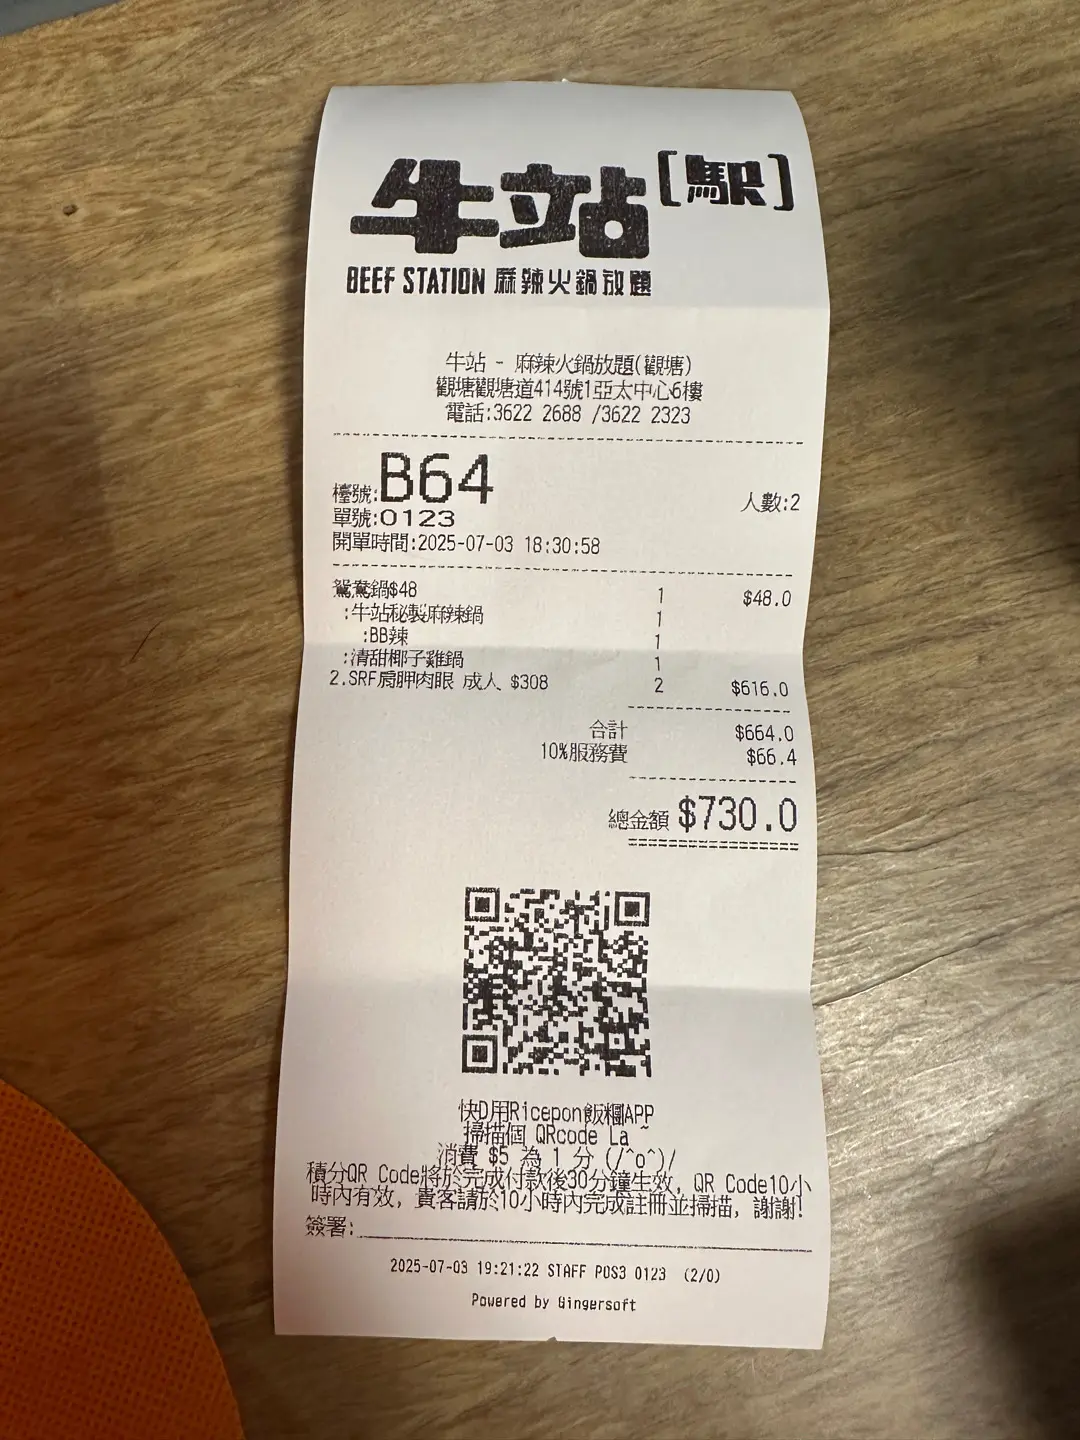 牛站[駅]
BEEF STATION 麻辣火鍋放題
牛站 - 麻辣火鍋放題(觀塘)
觀塘觀塘道414號1亞太中心6樓
電話:3622 2688 /3622 2323
檯號:B64 人數:2
單號:0123
開單時間:2025-07-03 18:30:58
鴛鴦鍋$48 1 $48.0
:牛站秘製麻辣鍋 1
:BB辣 1
:清甜椰子雞鍋 1
2.SRF肩胛肉眼 成人 $308 2 $616.0
合計 $664.0
10%服務費 $66.4
總金額 $730.0
快D用Ricepon飯糰APP
掃描個 QRcode La ~
消費 $5 為 1 分 (/^o^)/
積分QR Code將於完成付款後30分鐘生效, QR Code10小
時內有效, 貴客請於10小時內完成註冊並掃描, 謝謝!
簽署:
2025-07-03 19:21:22 STAFF POS3 0123 (2/0)
Powered by Gingersoft